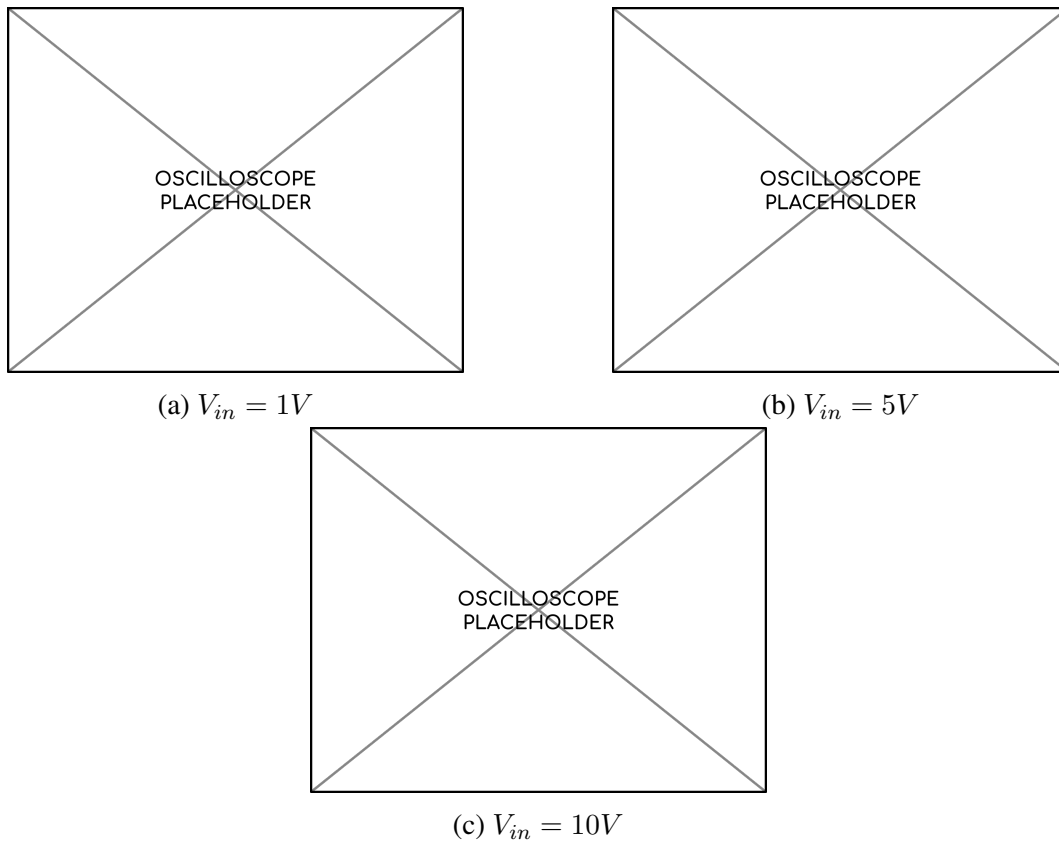 OSCILLOSCOPE
PLACEHOLDER
(a) $V_{in} = 1V$
OSCILLOSCOPE
PLACEHOLDER
(b) $V_{in} = 5V$
OSCILLOSCOPE
PLACEHOLDER
(c) $V_{in} = 10V$